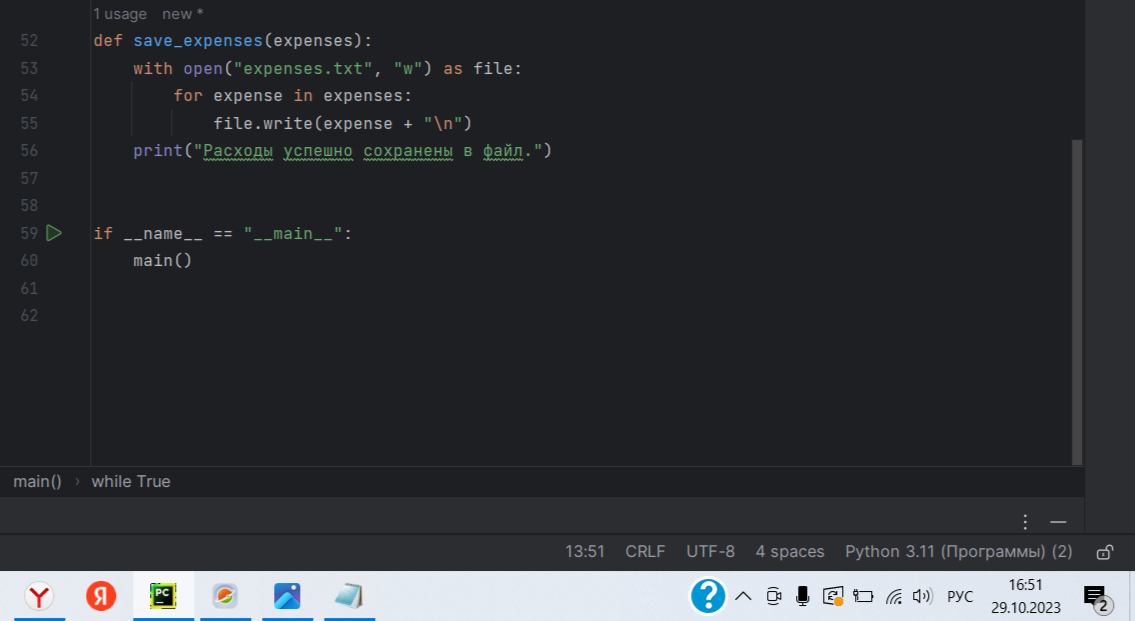 1 usage new *
52 def save_expenses(expenses):
53 with open("expenses.txt", "w") as file:
54 for expense in expenses:
55 file.write(expense + "\n")
56 print("Расходы успешно сохранены в файл.")
57
58
59 if __name__ == "__main__":
60 main()
61
62
main() › while True
13:51 CRLF UTF-8 4 spaces Python 3.11 (Программы) (2)
Y Я PC ? РУС 16:51
29.10.2023 2